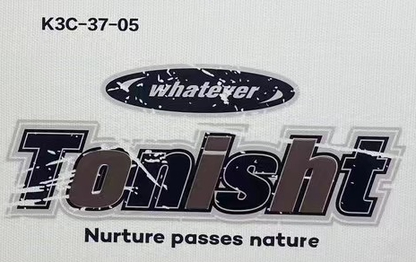 K3C-37-05
whatever
Tonisht
Nurture passes nature